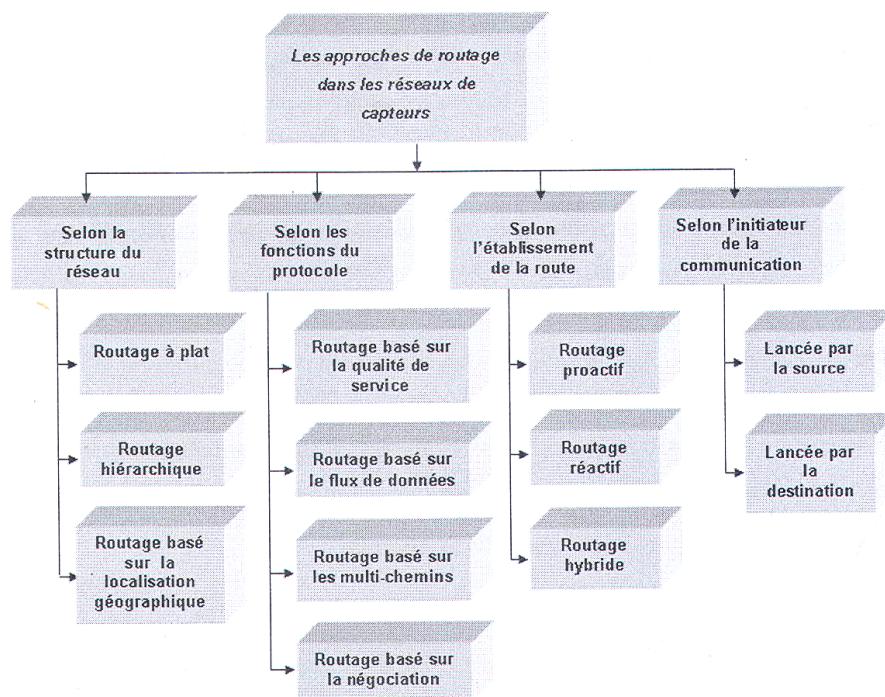 Les approches de routage
dans les réseaux de
capteurs
Selon la
structure du
réseau
Selon les
fonctions du
protocole
Selon
l'établissement
de la route
Selon l'initiateur
de la
communication
Routage à plat
Routage
hiérarchique
Routage basé
sur la
localisation
géographique
Routage basé sur
la qualité de
service
Routage basé sur
le flux de données
Routage basé sur
les multi-chemins
Routage basé sur
la négociation
Routage
proactif
Routage
réactif
Routage
hybride
Lancée par
la source
Lancée par
la
destination